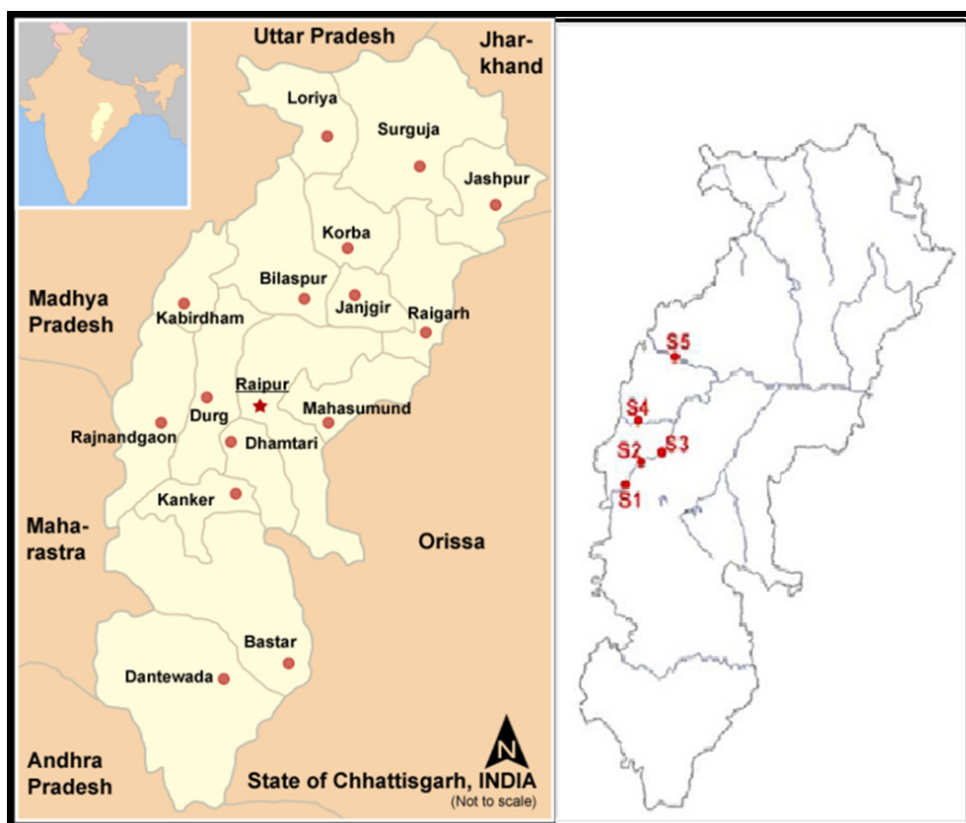 Uttar Pradesh
Jhar-
khand
Loriya
Surguja
Jashpur
Korba
Bilaspur
Janjgir
Raigarh
Madhya
Pradesh
Kabirdham
Raipur
Durg
Mahasumund
Rajnandgaon
Dhamtari
Kanker
Maha-
rastra
Orissa
Bastar
Dantewada
Andhra
Pradesh
N
State of Chhattisgarh, INDIA
(Not to scale)
S5
S4
S3
S2
S1